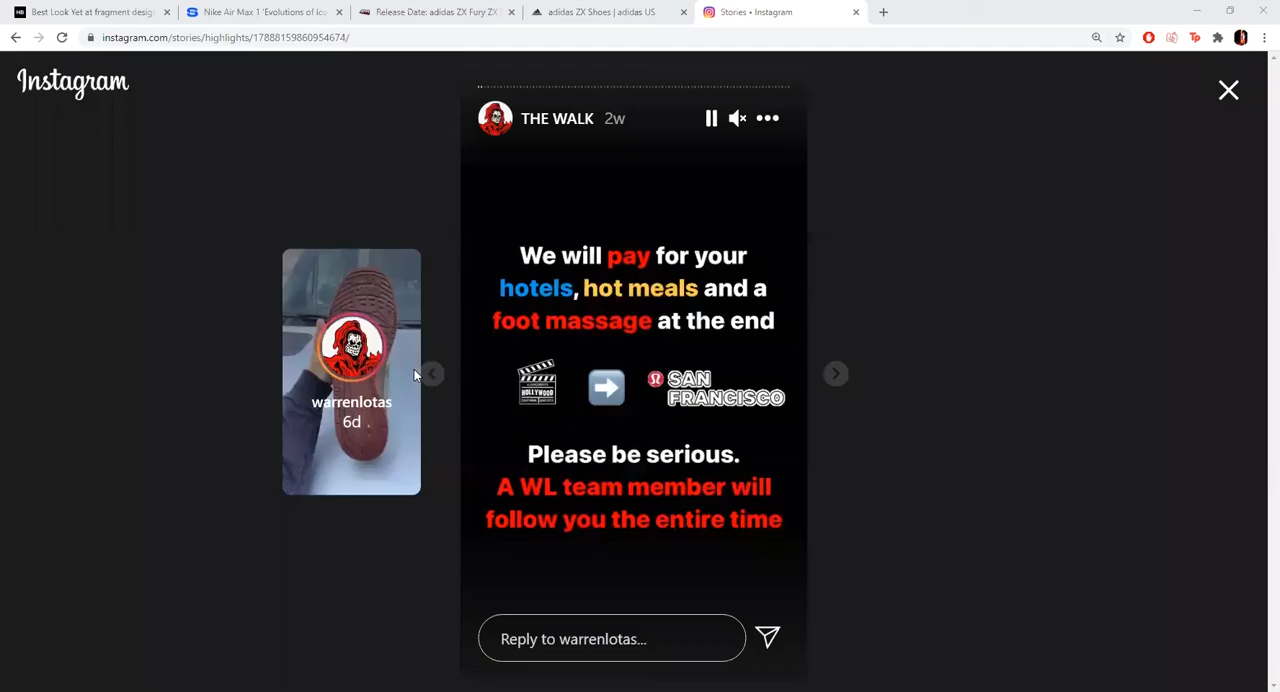 Best Look Yet at fragment desig
Nike Air Max 1 'Evolutions of Ico
Release Date: adidas ZX Fury ZX
adidas ZX Shoes | adidas US
Stories • Instagram
instagram.com/stories/highlights/17888159860954674/
Instagram
THE WALK 2w
We will pay for your
hotels, hot meals and a
foot massage at the end
HOLLYWOOD
SAN
FRANCISCO
warrenlotas
6d
Please be serious.
A WL team member will
follow you the entire time
Reply to warrenlotas...